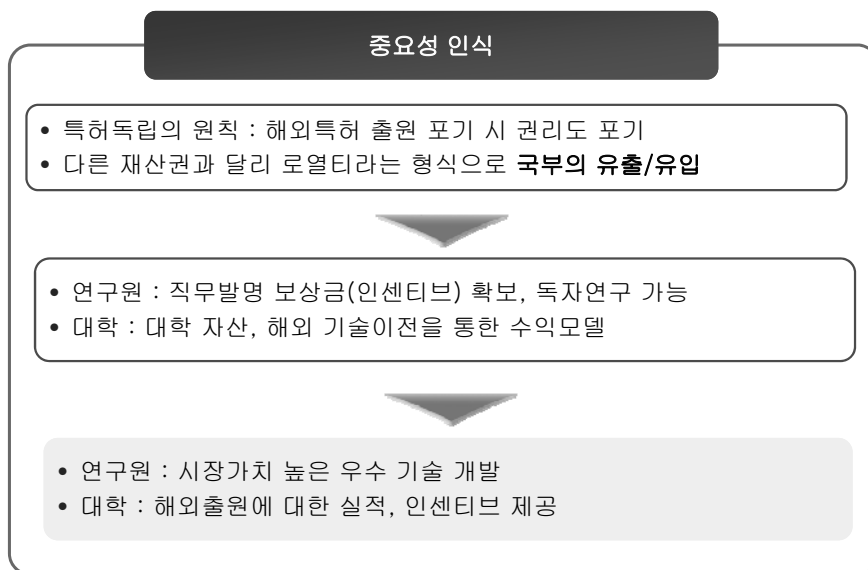 중요성 인식
• 특허독립의 원칙 : 해외특허 출원 포기 시 권리도 포기
• 다른 재산권과 달리 로열티라는 형식으로 국부의 유출/유입
• 연구원 : 직무발명 보상금(인센티브) 확보, 독자연구 가능
• 대학 : 대학 자산, 해외 기술이전을 통한 수익모델
• 연구원 : 시장가치 높은 우수 기술 개발
• 대학 : 해외출원에 대한 실적, 인센티브 제공